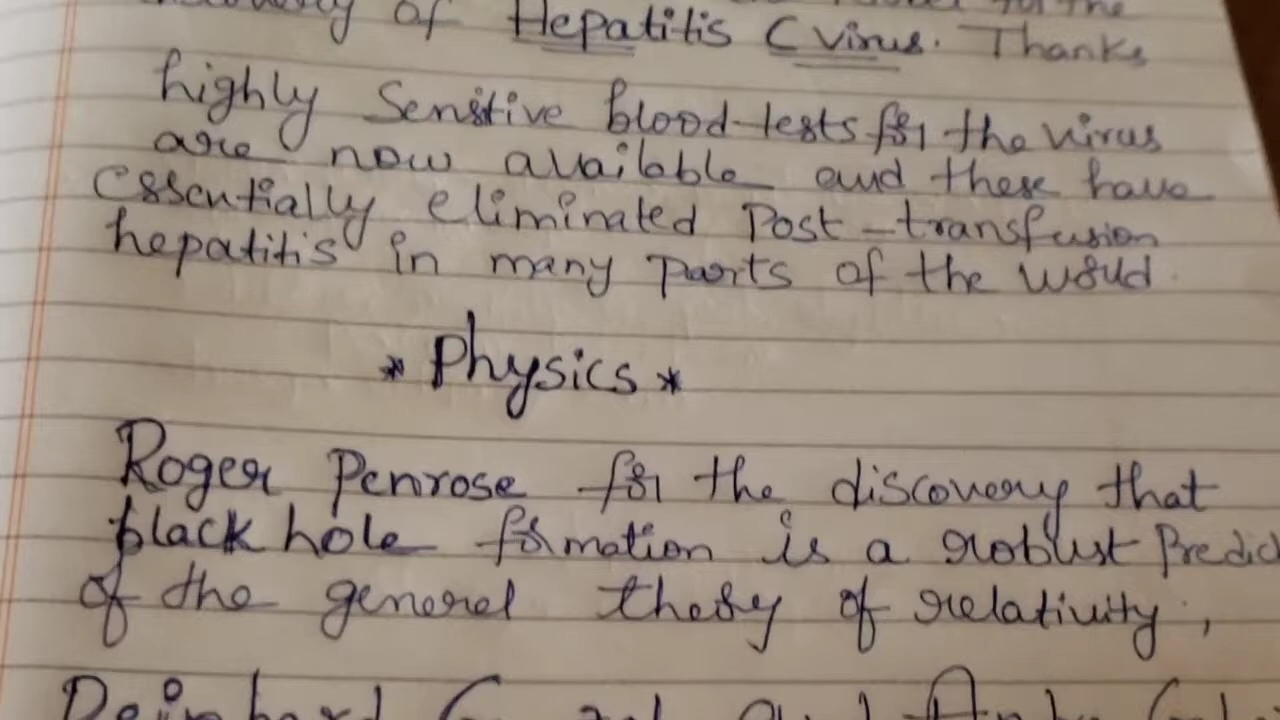 of Hepatitis C virus. Thanks
highly Senstive blood tests for the virus
are now available and these have
essentially eliminated Post-transfusion
hepatitis in many parts of the world.
* Physics *
Roger Penrose for the discovery that
black hole formation is a robust Predic
of the general theory of relativity,